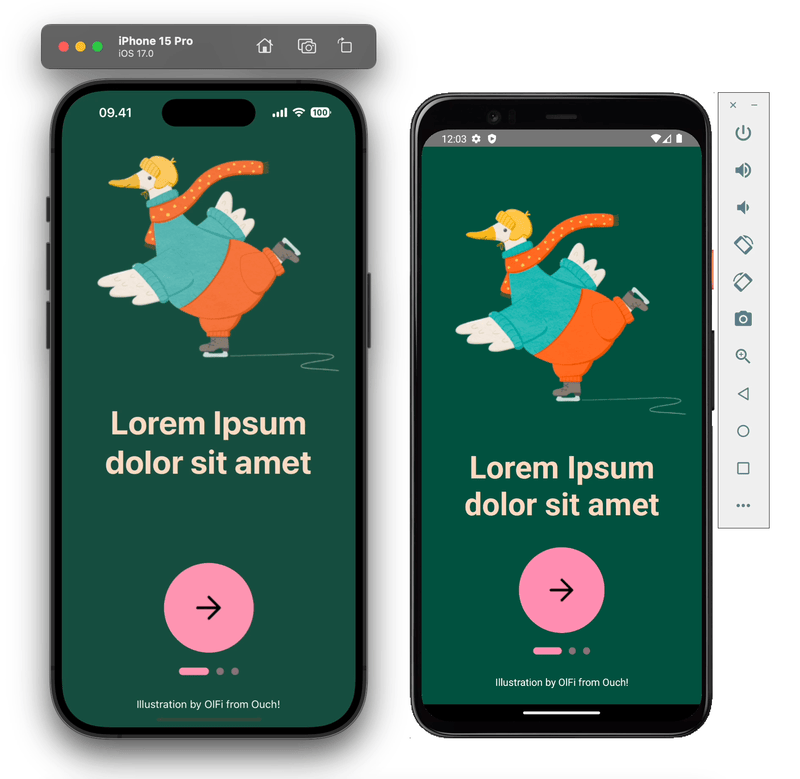 iPhone 15 Pro
iOS 17.0
09.41
100
Lorem Ipsum
dolor sit amet
Illustration by OlFi from Ouch!
12:03
Lorem Ipsum
dolor sit amet
Illustration by OlFi from Ouch!